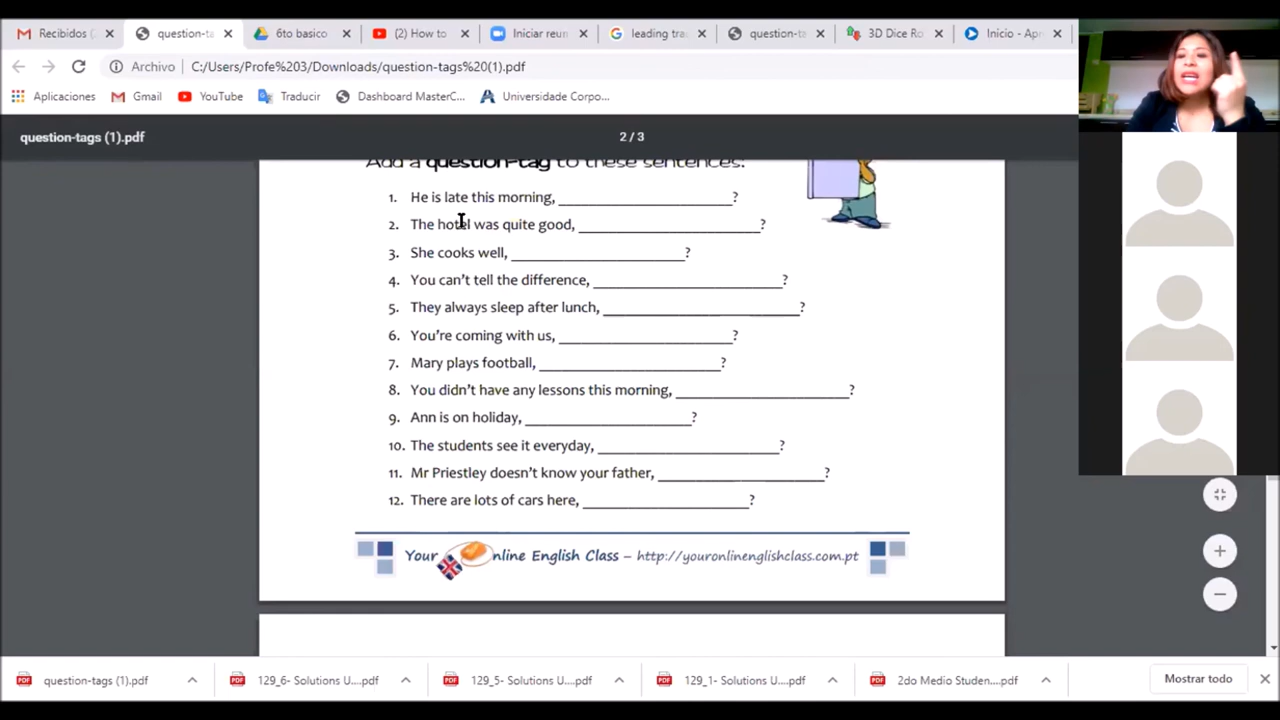 Recibidos (
question-ta
6to basico
(2) How to
Iniciar reun
leading tra
question-ta
3D Dice Ro
Inicio - Apr
Archivo C:/Users/Profe%203/Downloads/question-tags%20(1).pdf
Aplicaciones Gmail YouTube Traducir Dashboard MasterC... Universidade Corpo...
question-tags (1).pdf 2 / 3
Add a question-tag to these sentences:
1. He is late this morning, ____________________?
2. The hotel was quite good, ____________________?
3. She cooks well, ____________________?
4. You can't tell the difference, ____________________?
5. They always sleep after lunch, ____________________?
6. You're coming with us, ____________________?
7. Mary plays football, ____________________?
8. You didn't have any lessons this morning, ____________________?
9. Ann is on holiday, ____________________?
10. The students see it everyday, ____________________?
11. Mr Priestley doesn't know your father, ____________________?
12. There are lots of cars here, ____________________?
Your Online English Class – http://youronlinenglishclass.com.pt
question-tags (1).pdf 129_6- Solutions U....pdf 129_5- Solutions U....pdf 129_1- Solutions U....pdf 2do Medio Studen....pdf Mostrar todo